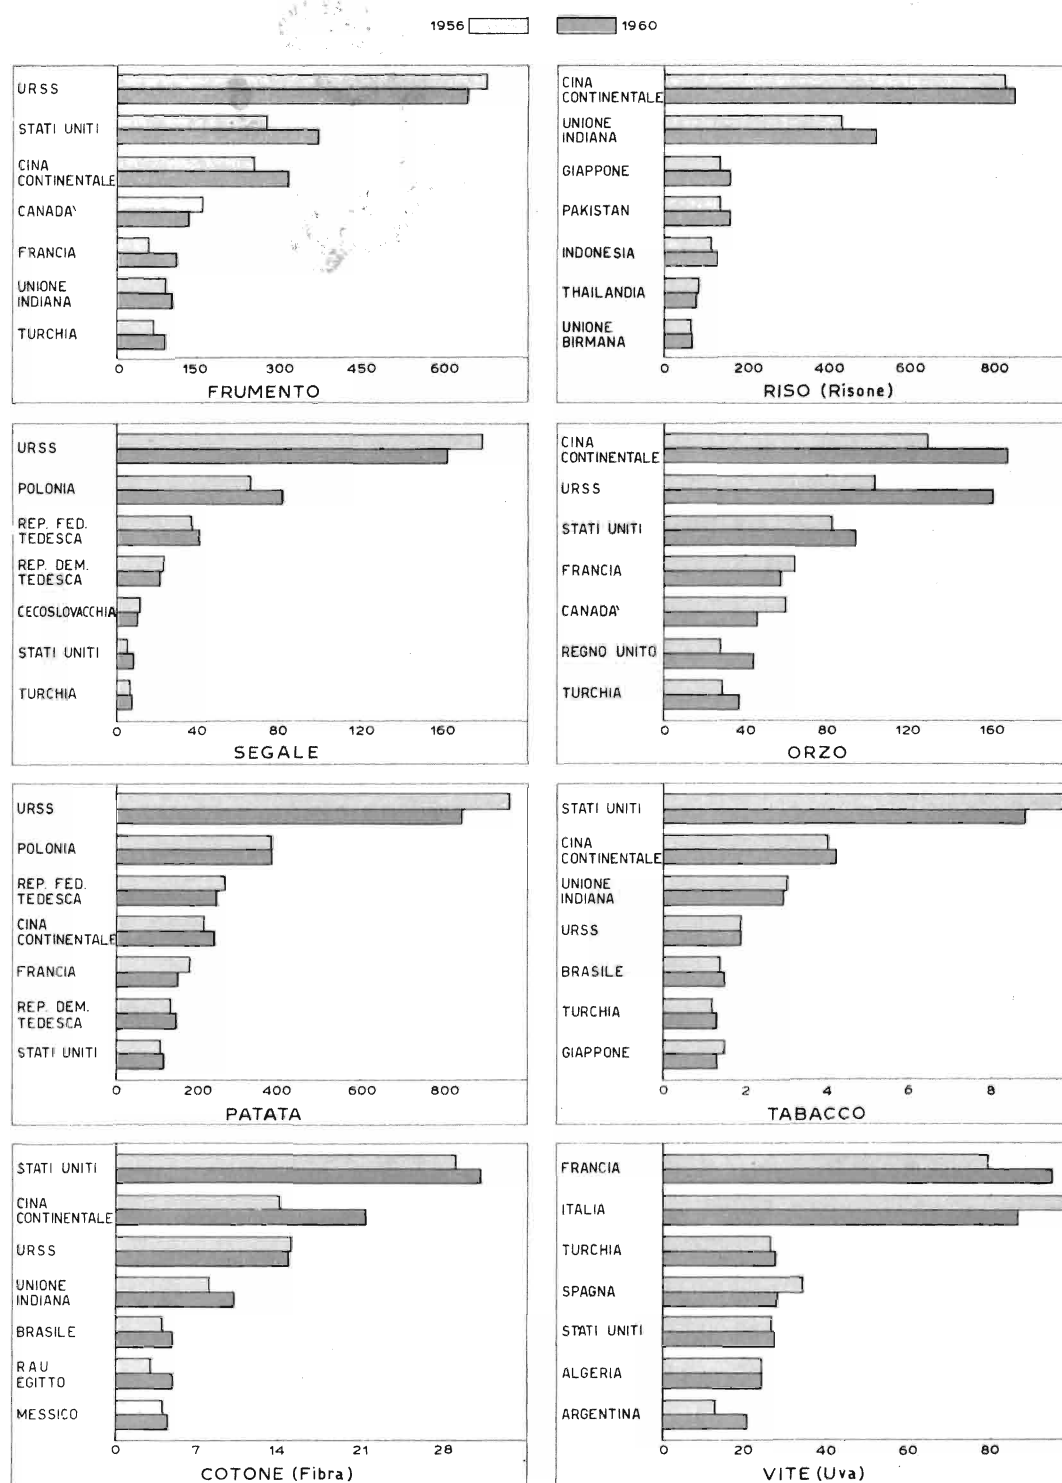 1956 1960
URSS
STATI UNITI
CINA
CONTINENTALE
CANADA'
FRANCIA
UNIONE
INDIANA
TURCHIA
0 150 300 450 600
FRUMENTO
CINA
CONTINENTALE
UNIONE
INDIANA
GIAPPONE
PAKISTAN
INDONESIA
THAILANDIA
UNIONE
BIRMANA
0 200 400 600 800
RISO (Risone)
URSS
POLONIA
REP. FED.
TEDESCA
REP. DEM.
TEDESCA
CECOSLOVACCHIA
STATI UNITI
TURCHIA
0 40 80 120 160
SEGALE
CINA
CONTINENTALE
URSS
STATI UNITI
FRANCIA
CANADA'
REGNO UNITO
TURCHIA
0 40 80 120 160
ORZO
URSS
POLONIA
REP. FED.
TEDESCA
CINA
CONTINENTALE
FRANCIA
REP. DEM.
TEDESCA
STATI UNITI
0 200 400 600 800
PATATA
STATI UNITI
CINA
CONTINENTALE
UNIONE
INDIANA
URSS
BRASILE
TURCHIA
GIAPPONE
0 2 4 6 8
TABACCO
STATI UNITI
CINA
CONTINENTALE
URSS
UNIONE
INDIANA
BRASILE
RAU
EGITTO
MESSICO
0 7 14 21 28
COTONE (Fibra)
FRANCIA
ITALIA
TURCHIA
SPAGNA
STATI UNITI
ALGERIA
ARGENTINA
0 20 40 60 80
VITE (Uva)